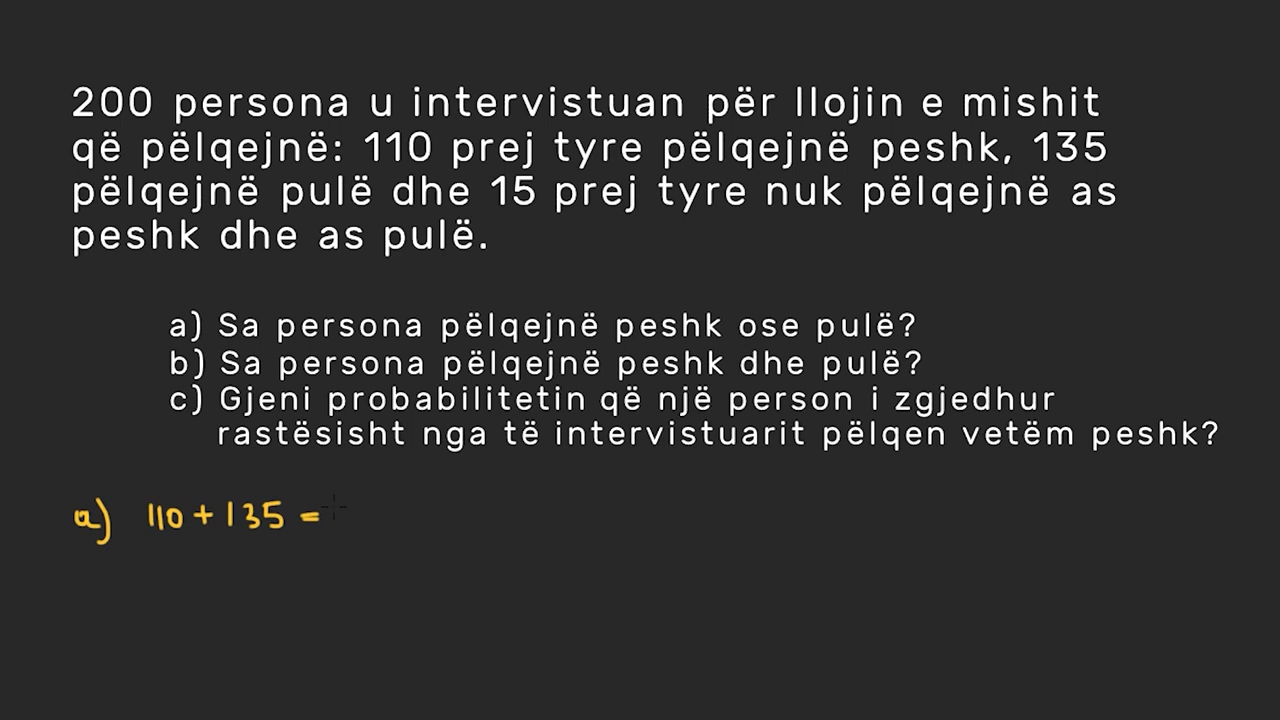 200 persona u intervistuan për llojin e mishit
që pëlqejnë: 110 prej tyre pëlqejnë peshk, 135
pëlqejnë pulë dhe 15 prej tyre nuk pëlqejnë as
peshk dhe as pulë.
a) Sa persona pëlqejnë peshk ose pulë?
b) Sa persona pëlqejnë peshk dhe pulë?
c) Gjeni probabilitetin që një person i zgjedhur
rastësisht nga të intervistuarit pëlqen vetëm peshk?
a) 110 + 135 =